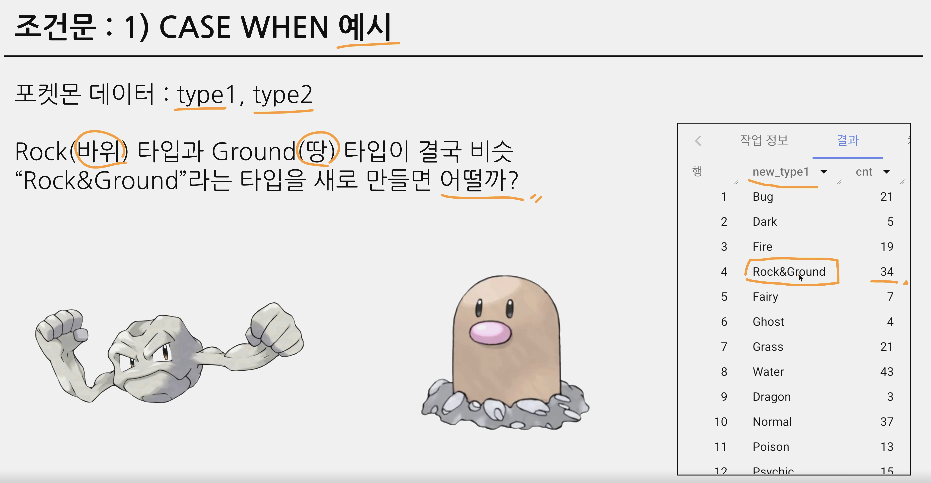 조건문 : 1) CASE WHEN 예시
포켓몬 데이터 : type1, type2
Rock(바위) 타입과 Ground(땅) 타입이 결국 비슷
“Rock&Ground”라는 타입을 새로 만들면 어떨까?
작업 정보 결과
행 new_type1 cnt
1 Bug 21
2 Dark 5
3 Fire 19
4 Rock&Ground 34
5 Fairy 7
6 Ghost 4
7 Grass 21
8 Water 43
9 Dragon 3
10 Normal 37
11 Poison 13
12 Psychic 15